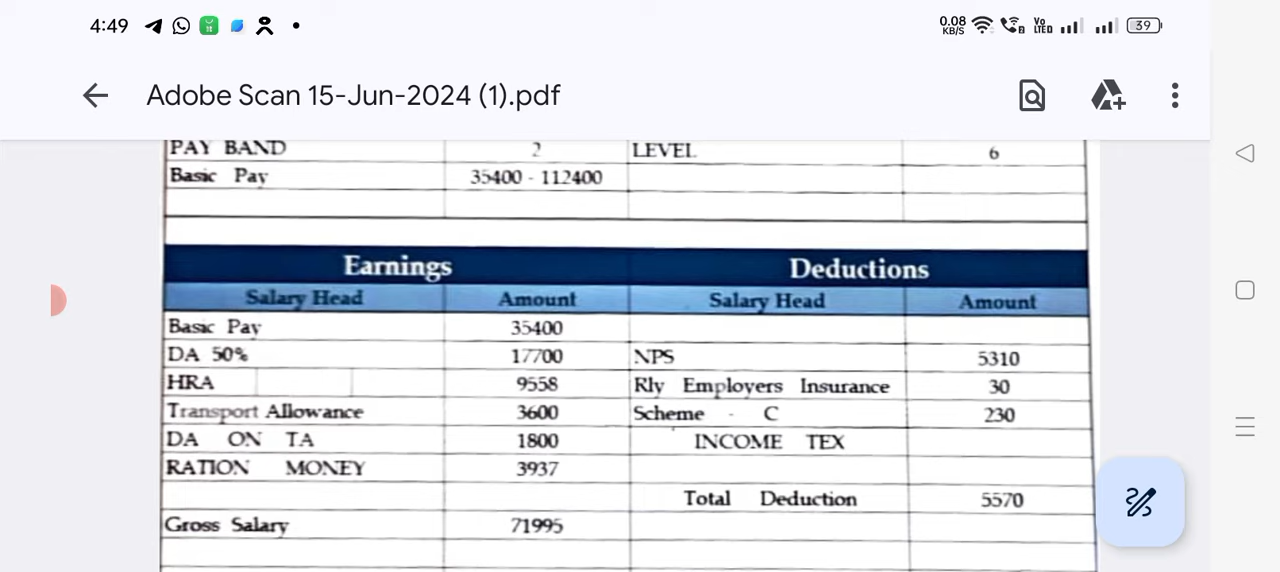 4:49 0.08 KB/S Vo LTED 39
Adobe Scan 15-Jun-2024 (1).pdf
PAY BAND 2 LEVEL 6
Basic Pay 35400 - 112400
Earnings Deductions
Salary Head Amount Salary Head Amount
Basic Pay 35400
DA 50% 17700 NPS 5310
HRA 9558 Rly Employers Insurance 30
Transport Allowance 3600 Scheme - C 230
DA ON TA 1800 INCOME TEX
RATION MONEY 3937
Total Deduction 5570
Gross Salary 71995